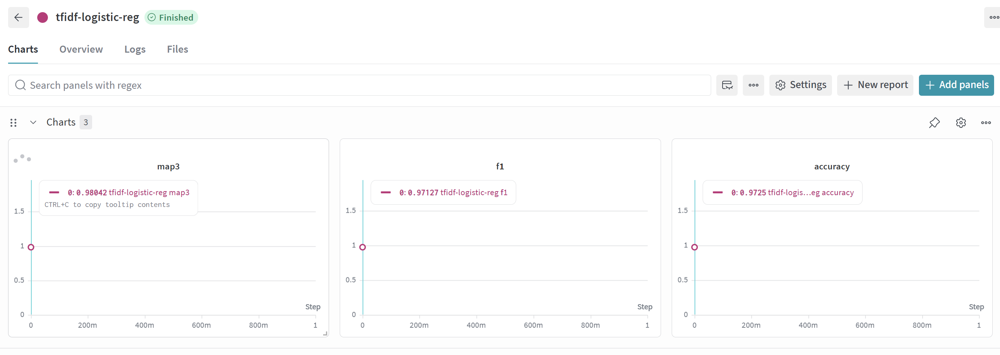 tfidf-logistic-reg Finished
Charts Overview Logs Files
Search panels with regex Settings New report Add panels
Charts 3
map3
0: 0.98042 tfidf-logistic-reg map3
CTRL+C to copy tooltip contents
1.5
1
0.5
Step
0
0 200m 400m 600m 800m 1
f1
0: 0.97127 tfidf-logistic-reg f1
1.5
1
0.5
Step
0
0 200m 400m 600m 800m 1
accuracy
0: 0.9725 tfidf-logis...eg accuracy
1.5
1
0.5
Step
0
0 200m 400m 600m 800m 1